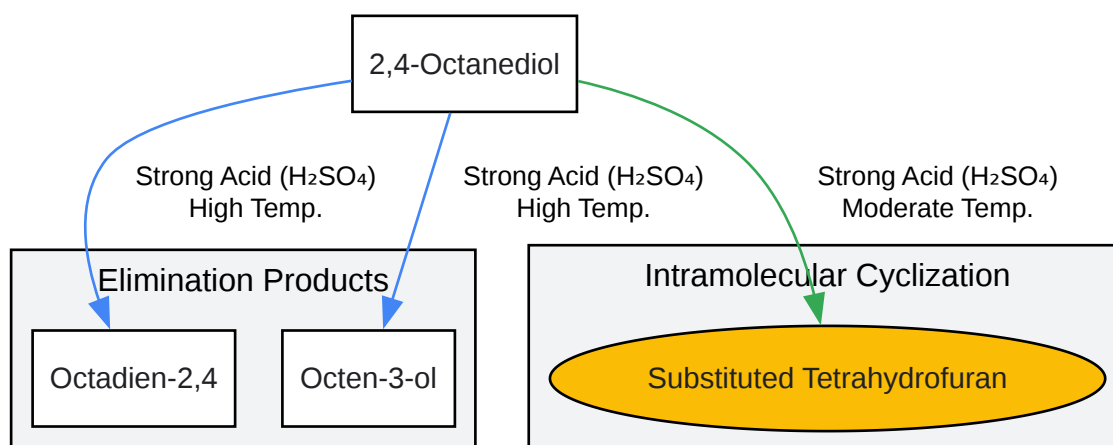 2,4-Octanediol
Strong Acid (H₂SO₄)
High Temp.
Strong Acid (H₂SO₄)
High Temp.
Strong Acid (H₂SO₄)
Moderate Temp.
Elimination Products
Intramolecular Cyclization
Octadien-2,4
Octen-3-ol
Substituted Tetrahydrofuran